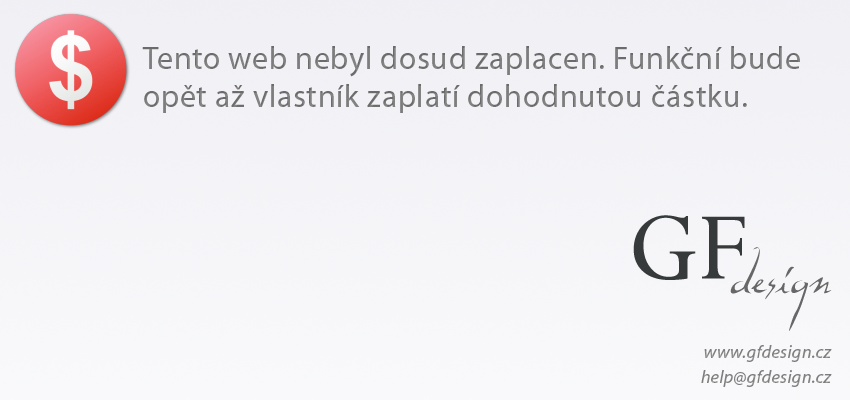 $
Tento web nebyl dosud zaplacen. Funkční bude
opět až vlastník zaplatí dohodnutou částku.
GF
design
www.gfdesign.cz
help@gfdesign.cz